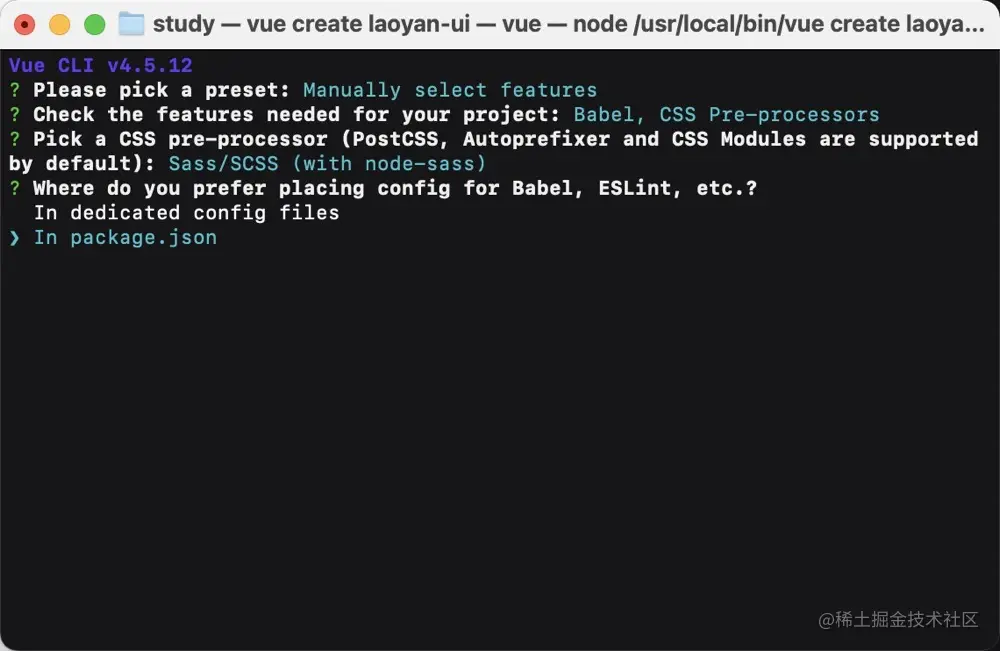 study — vue create laoyan-ui — vue — node /usr/local/bin/vue create laoya...
Vue CLI v4.5.12
? Please pick a preset: Manually select features
? Check the features needed for your project: Babel, CSS Pre-processors
? Pick a CSS pre-processor (PostCSS, Autoprefixer and CSS Modules are supported
by default): Sass/SCSS (with node-sass)
? Where do you prefer placing config for Babel, ESLint, etc.?
In dedicated config files
❯ In package.json
@稀土掘金技术社区